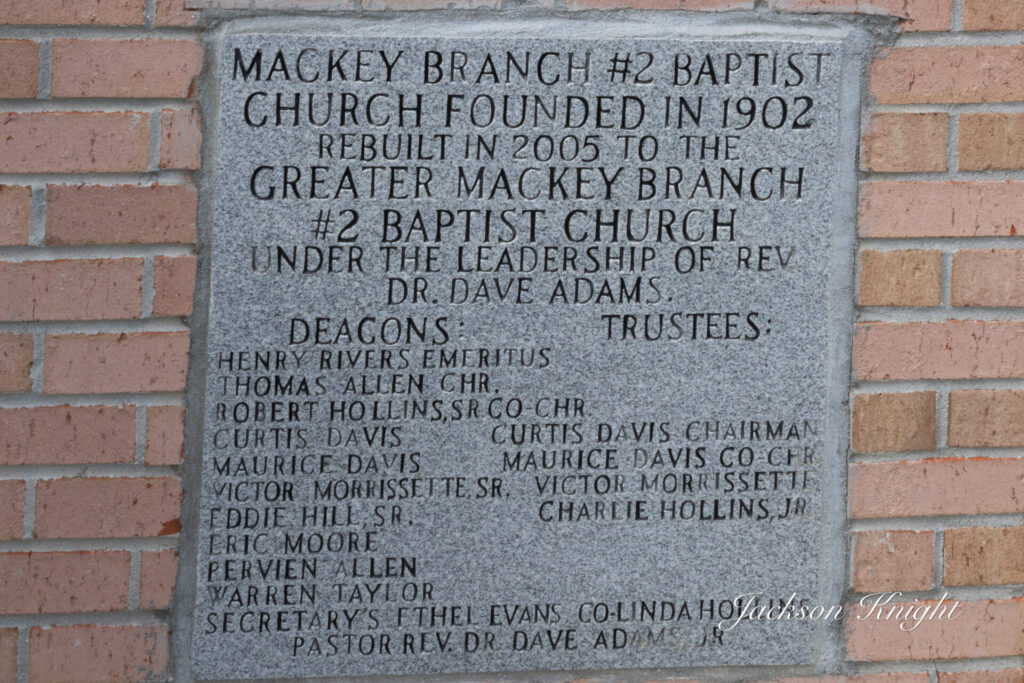 MACKEY BRANCH #2 BAPTIST
CHURCH FOUNDED IN 1902
REBUILT IN 2005 TO THE
GREATER MACKEY BRANCH
#2 BAPTIST CHURCH
UNDER THE LEADERSHIP OF REV.
DR. DAVE ADAMS.
DEACONS: TRUSTEES:
HENRY RIVERS EMERITUS
THOMAS ALLEN CHR.
ROBERT HOLLINS, SR CO-CHR.
CURTIS DAVIS CURTIS DAVIS CHAIRMAN
MAURICE DAVIS MAURICE DAVIS CO-CHR
VICTOR MORRISSETTE, SR. VICTOR MORRISSETTE
EDDIE HILL, SR. CHARLIE HOLLINS, JR
ERIC MOORE
PERVIEN ALLEN
WARREN TAYLOR
SECRETARY'S ETHEL EVANS CO-LINDA HOLLINS
PASTOR REV. DR. DAVE ADAMS, JR
Jackson Knight